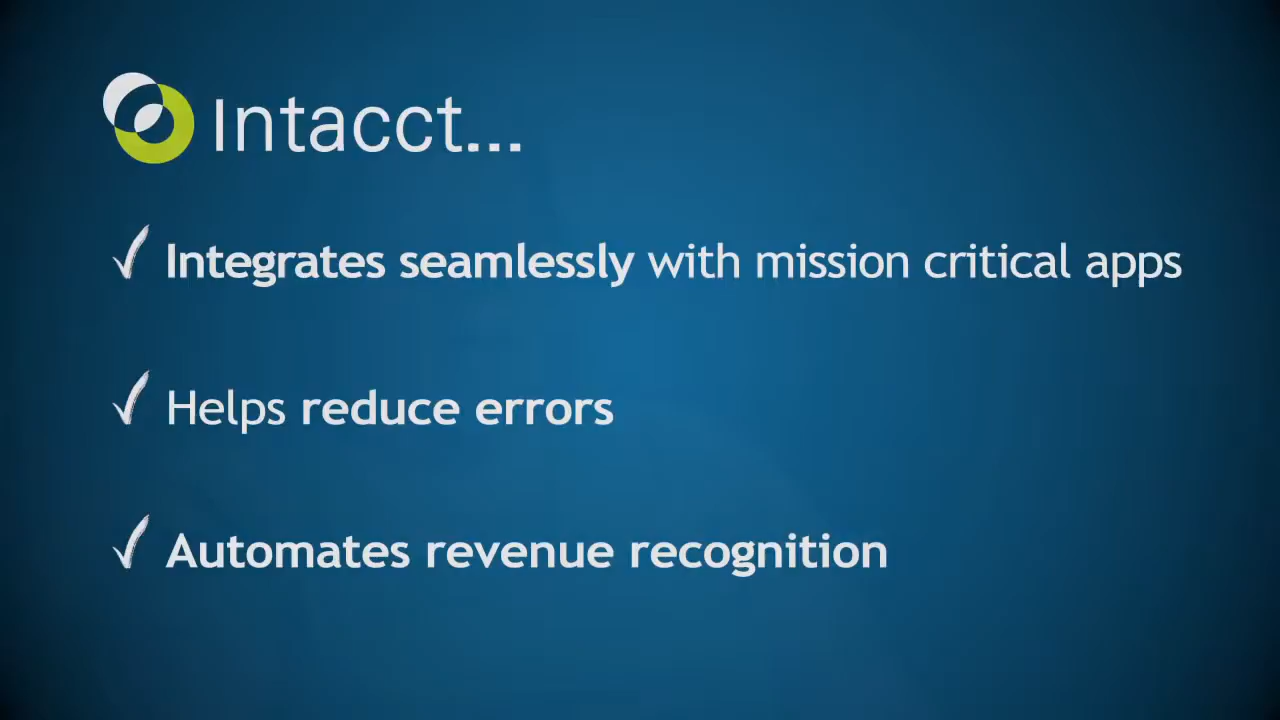 Intacct...
Integrates seamlessly with mission critical apps
Helps reduce errors
Automates revenue recognition